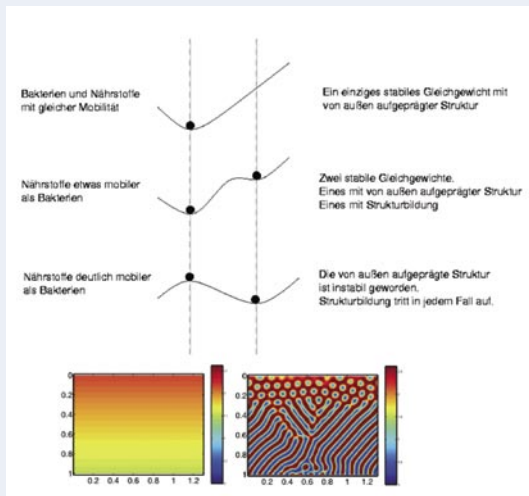 Bakterien und Nährstoffe
mit gleicher Mobilität
Ein einziges stabiles Gleichgewicht mit
von außen aufgeprägter Struktur
Nährstoffe etwas mobiler
als Bakterien
Zwei stabile Gleichgewichte.
Eines mit von außen aufgeprägter Struktur
Eines mit Strukturbildung
Nährstoffe deutlich mobiler
als Bakterien
Die von außen aufgeprägte Struktur
ist instabil geworden.
Strukturbildung tritt in jedem Fall auf.
0
0.2
0.4
0.6
0.8
1
0.2 0.4 0.6 0.8 1 1.2
0
0.2
0.4
0.6
0.8
1
0.2 0.4 0.6 0.8 1 1.2